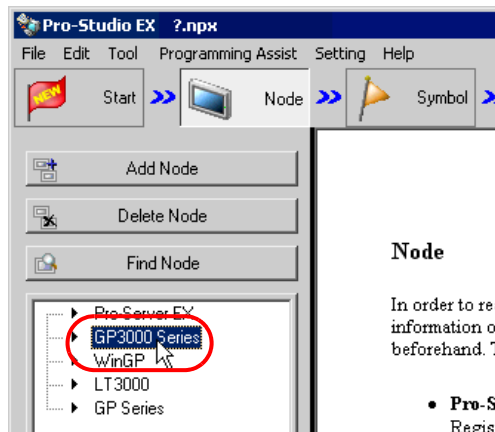 Pro-Studio EX ?.npx
File Edit Tool Programming Assist Setting Help
NEW Start Node Symbol
Add Node
Delete Node
Find Node
Pro-Server EX
GP3000 Series
WinGP
LT3000
GP Series
Node
In order to re
information o
beforehand. T
• Pro-S
Regis